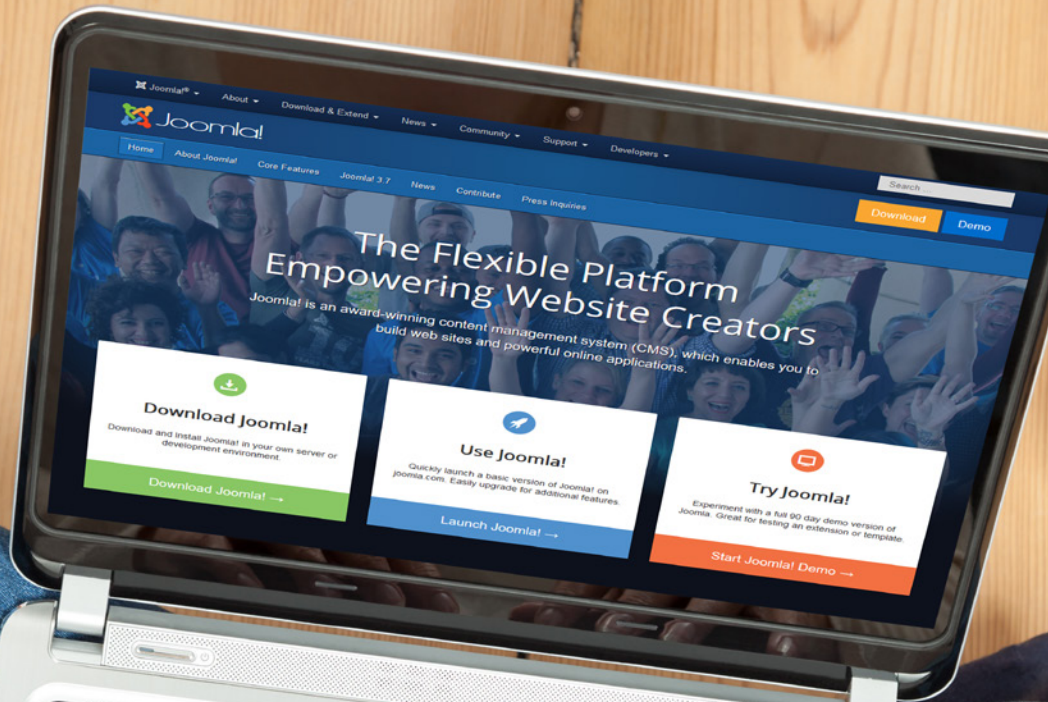 Joomla!® About Download & Extend News Community Support Developers
Joomla!
Search ...
Home About Joomla! Core Features Joomla! 3.7 News Contribute Press Inquiries
Download Demo
The Flexible Platform
Empowering Website Creators
Joomla! is an award-winning content management system (CMS), which enables you to
build web sites and powerful online applications.
Download Joomla!
Download and Install Joomla! in your own server or
development environment.
Download Joomla! →
Use Joomla!
Quickly launch a basic version of Joomla! on
joomla.com. Easily upgrade for additional features.
Launch Joomla! →
Try Joomla!
Experiment with a full 90 day demo version of
Joomla. Great for testing an extension or template.
Start Joomla! Demo →